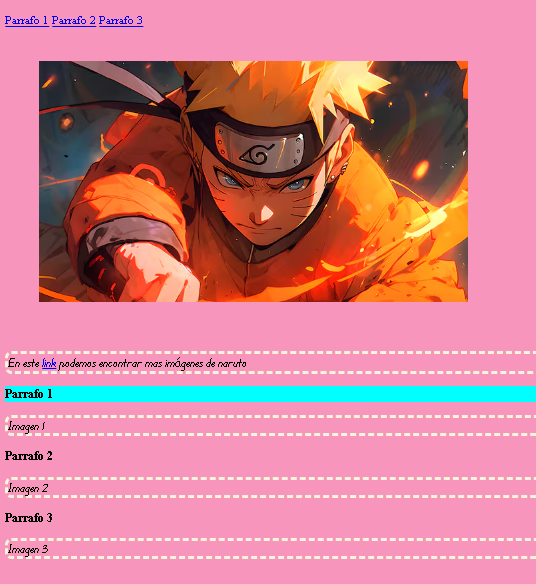 Parrafo 1 Parrafo 2 Parrafo 3
En este link podemos encontrar mas imágenes de naruto
Parrafo 1
Imagen 1
Parrafo 2
Imagen 2
Parrafo 3
Imagen 3